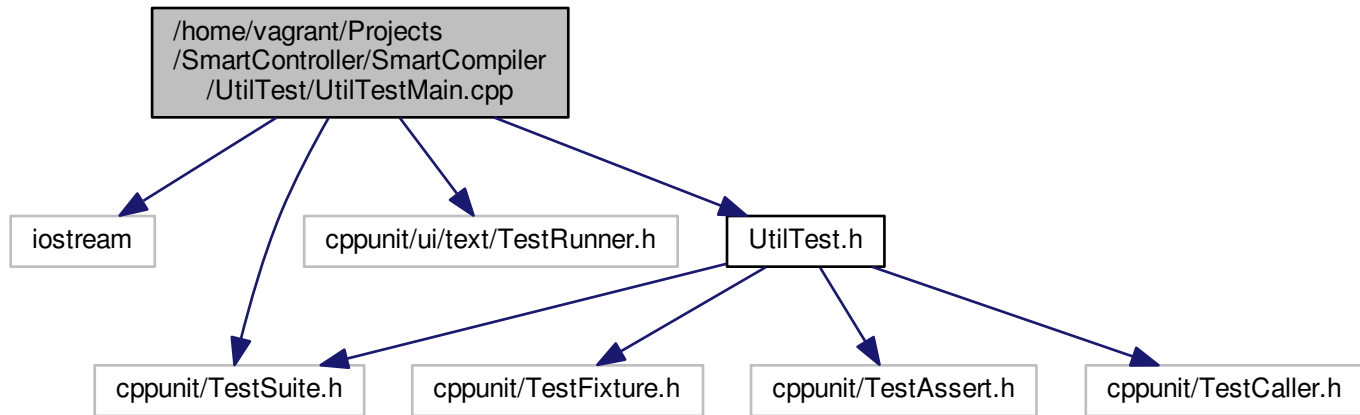 /home/vagrant/Projects
/SmartController/SmartCompiler
/UtilTest/UtilTestMain.cpp
iostream
cppunit/ui/text/TestRunner.h
UtilTest.h
cppunit/TestSuite.h
cppunit/TestFixture.h
cppunit/TestAssert.h
cppunit/TestCaller.h